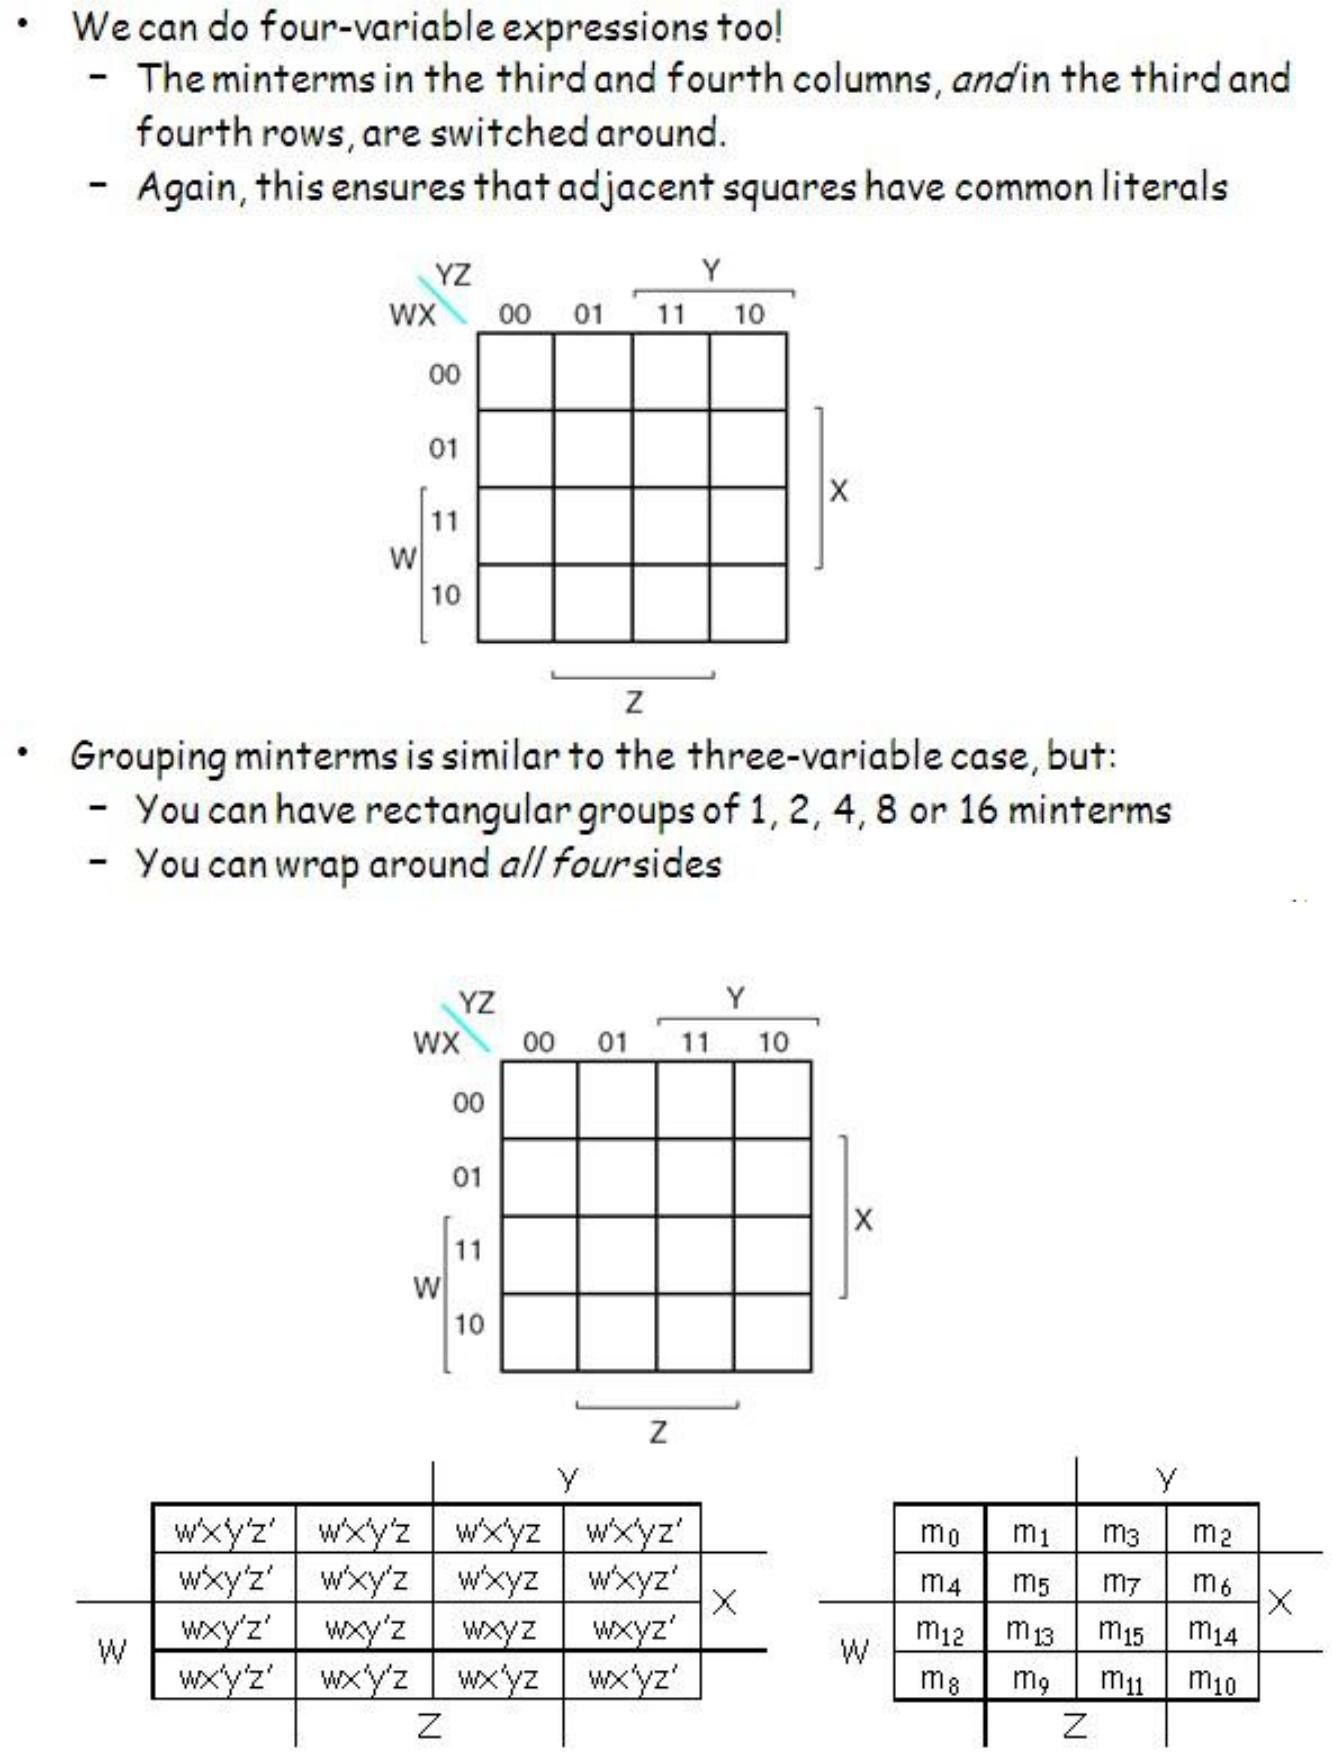 • We can do four-variable expressions too!
– The minterms in the third and fourth columns, and in the third and
fourth rows, are switched around.
– Again, this ensures that adjacent squares have common literals
YZ Y
WX 00 01 11 10
00
01
X
11
W
10
Z
• Grouping minterms is similar to the three-variable case, but:
– You can have rectangular groups of 1, 2, 4, 8 or 16 minterms
– You can wrap around all four sides
YZ Y
WX 00 01 11 10
00
01
X
11
W
10
Z
Y
w'x'y'z' w'x'y'z w'x'yz w'x'yz'
w'xy'z' w'xy'z w'xyz w'xyz'
X
wxy'z' wxy'z wxyz wxyz'
W
wx'y'z' wx'y'z wx'yz wx'yz'
Z
Y
m0 m1 m3 m2
m4 m5 m7 m6
X
m12 m13 m15 m14
W
m8 m9 m11 m10
Z